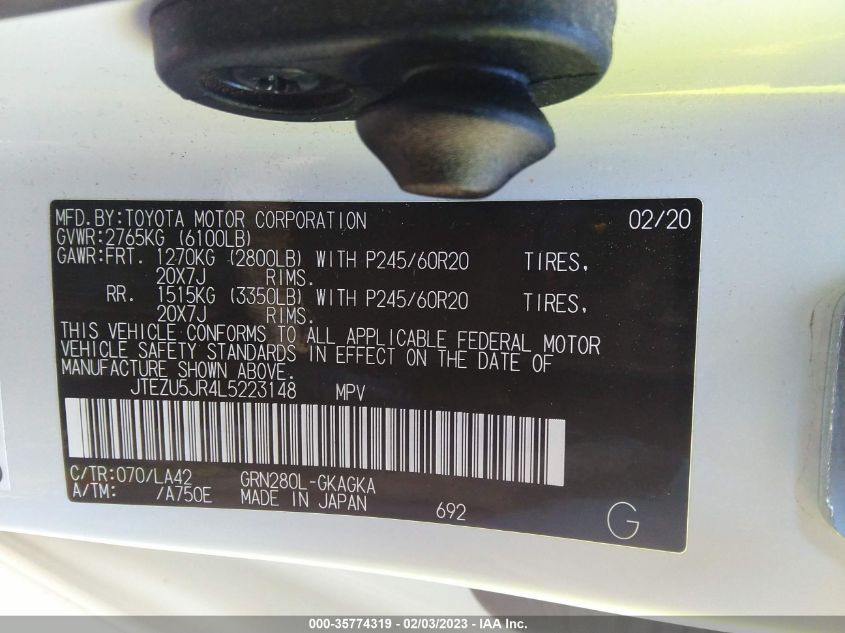 MFD.BY:TOYOTA MOTOR CORPORATION 02/20
GVWR:2765KG (6100LB)
GAWR:FRT. 1270KG (2800LB) WITH P245/60R20 TIRES,
20X7J RIMS.
RR. 1515KG (3350LB) WITH P245/60R20 TIRES,
20X7J RIMS.
THIS VEHICLE CONFORMS TO ALL APPLICABLE FEDERAL MOTOR
VEHICLE SAFETY STANDARDS IN EFFECT ON THE DATE OF
MANUFACTURE SHOWN ABOVE.
JTEZU5JR4L5223148 MPV
C/TR:070/LA42 GRN280L-GKAGKA
A/TM: /A750E MADE IN JAPAN 692
G
000-35774319 — 02/03/2023 — IAA Inc.